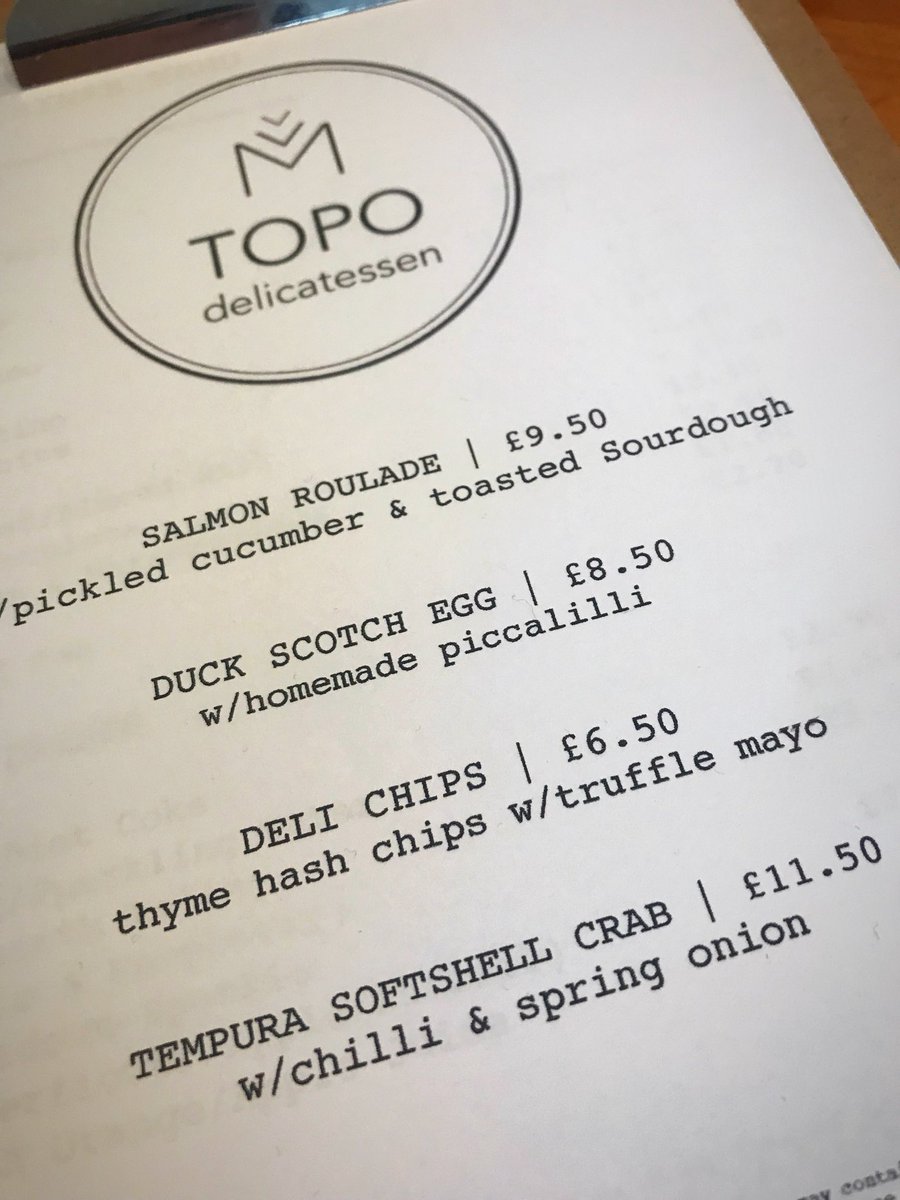 TOPO
delicatessen
SALMON ROULADE | £9.50
/pickled cucumber & toasted Sourdough
DUCK SCOTCH EGG | £8.50
w/homemade piccalilli
DELI CHIPS | £6.50
thyme hash chips w/truffle mayo
TEMPURA SOFTSHELL CRAB | £11.50
w/chilli & spring onion